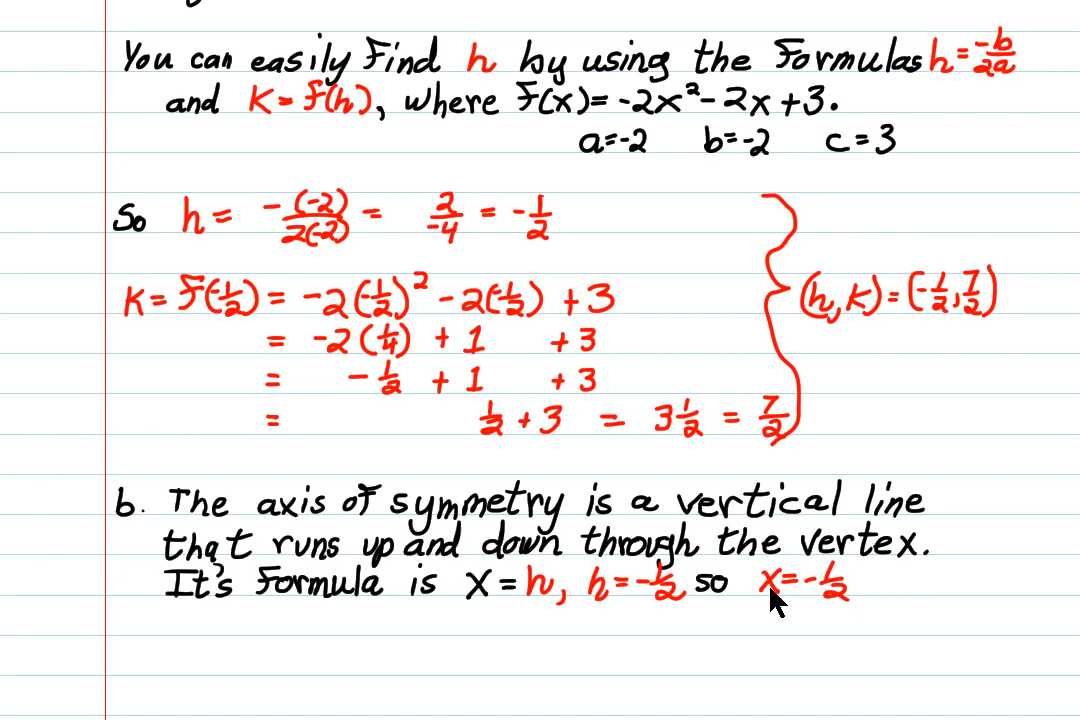 You can easily find h by using the formulas h = -b/2a
and K = f(h), where f(x) = -2x² - 2x + 3.
a=-2 b=-2 c=3
So h = -(-2)/2(-2) = 2/-4 = -1/2
K = f(-1/2) = -2(-1/2)² - 2(-1/2) + 3
= -2(1/4) + 1 + 3
= -1/2 + 1 + 3
= 1/2 + 3 = 3 1/2 = 7/2
(h, K) = (-1/2, 7/2)
b. The axis of symmetry is a vertical line
that runs up and down through the vertex.
It's formula is X = h, h = -1/2 so x = -1/2